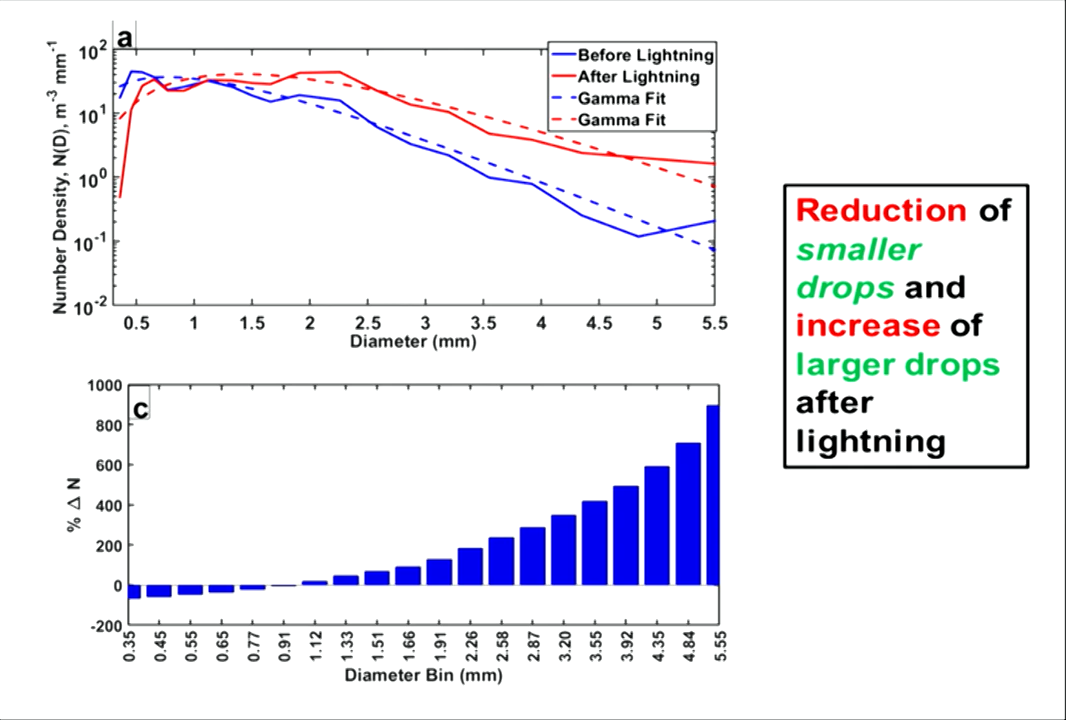 a
Before Lightning
After Lightning
Gamma Fit
Gamma Fit
Number Density, N(D), m⁻³ mm⁻¹
10²
10¹
10⁰
10⁻¹
10⁻²
0.5 1 1.5 2 2.5 3 3.5 4 4.5 5 5.5
Diameter (mm)
c
% Δ N
1000
800
600
400
200
0
-200
0.35 0.45 0.55 0.65 0.77 0.91 1.12 1.33 1.51 1.66 1.91 2.26 2.58 2.87 3.20 3.55 3.92 4.35 4.84 5.55
Diameter Bin (mm)
Reduction of
smaller
drops and
increase of
larger drops
after
lightning